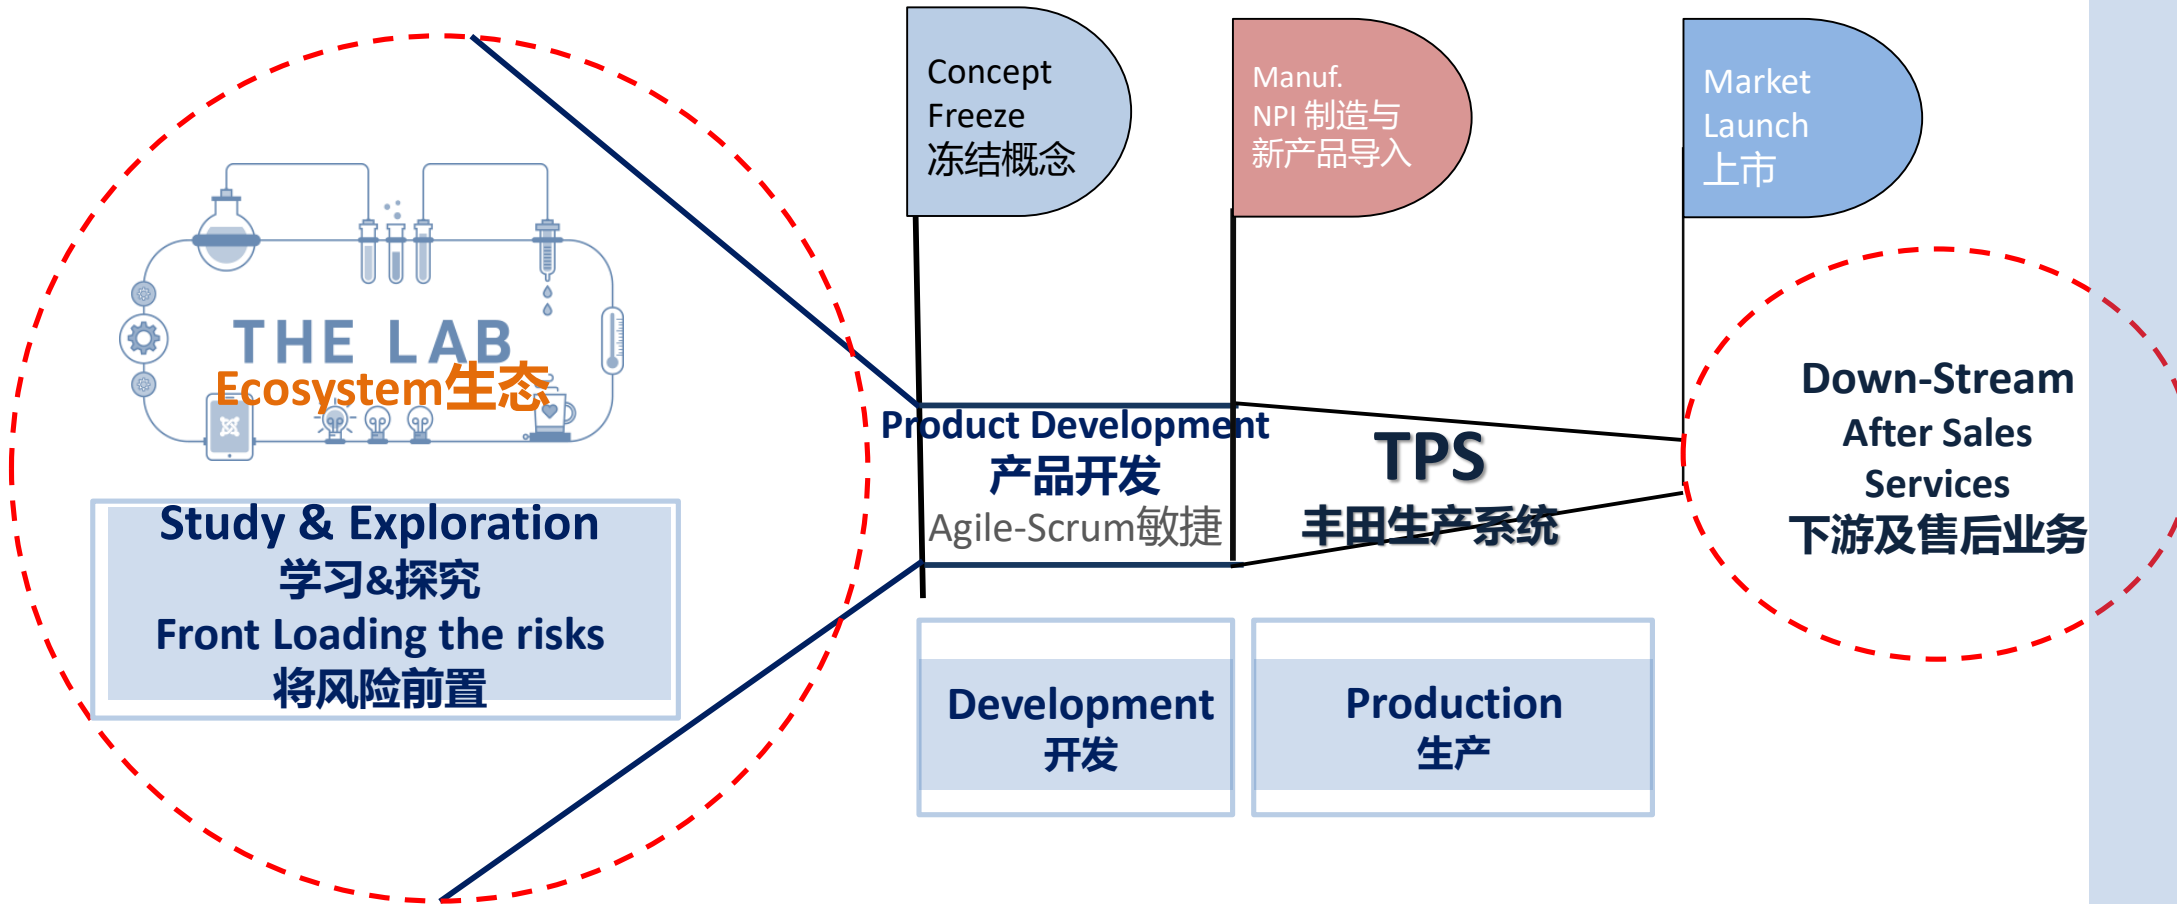 Concept
Freeze
冻结概念
Manuf.
NPI 制造与
新产品导入
Market
Launch
上市
THE LAB
Ecosystem生态
Study & Exploration
学习&探究
Front Loading the risks
将风险前置
Product Development
产品开发
Agile-Scrum敏捷
TPS
丰田生产系统
Down-Stream
After Sales
Services
下游及售后业务
Development
开发
Production
生产